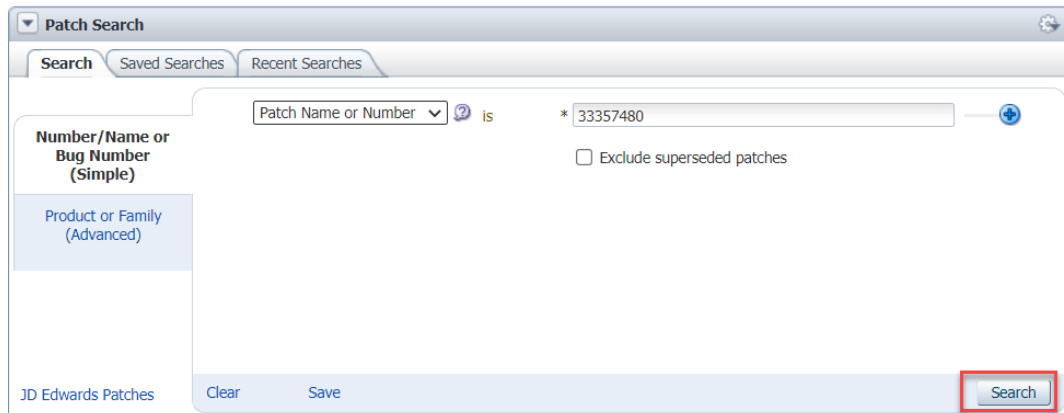 Patch Search
Search Saved Searches Recent Searches
Patch Name or Number is * 33357480
Exclude superseded patches
Number/Name or
Bug Number
(Simple)
Product or Family
(Advanced)
JD Edwards Patches Clear Save Search